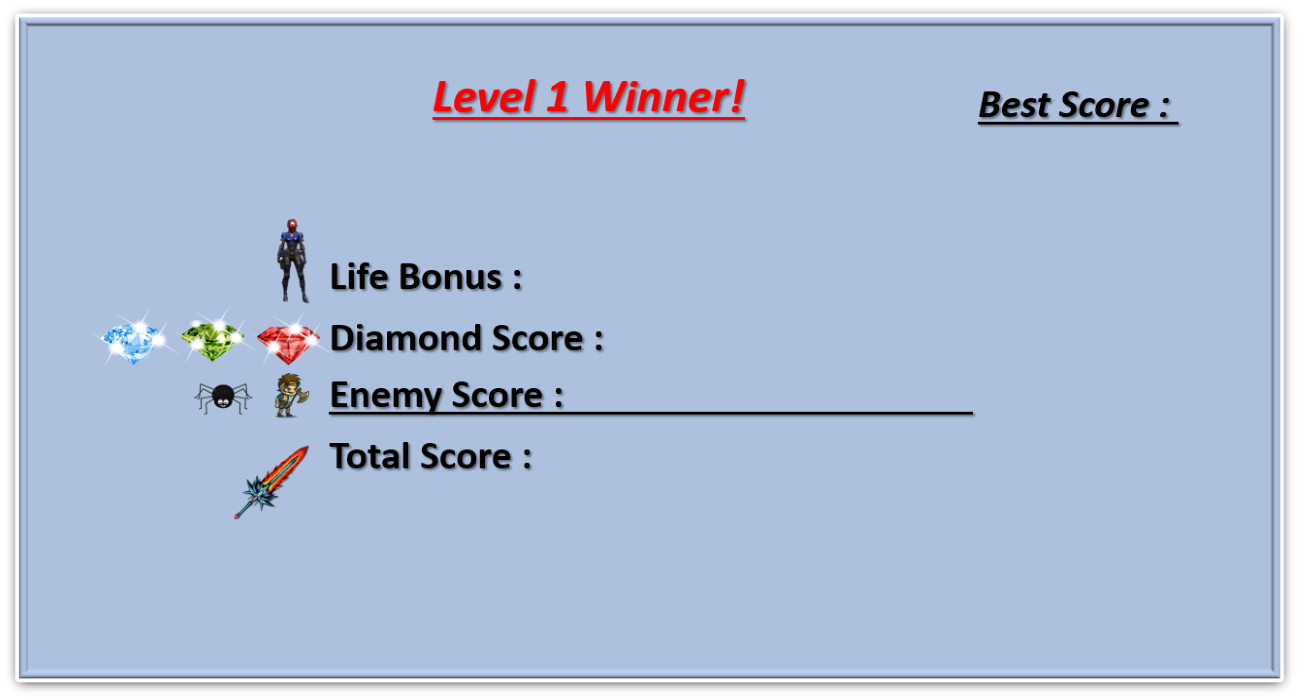 Level 1 Winner!
Best Score :
Life Bonus :
Diamond Score :
Enemy Score :
Total Score :